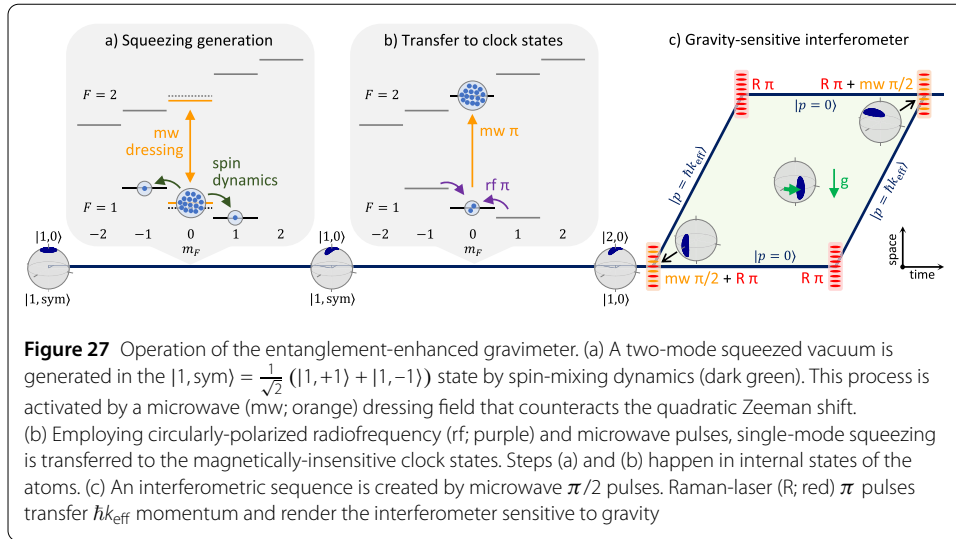 a) Squeezing generation
F = 2
mw
dressing
spin
dynamics
F = 1
−2 −1 0 1 2
m_F
b) Transfer to clock states
F = 2
mw π
rf π
F = 1
−2 −1 0 1 2
m_F
c) Gravity-sensitive interferometer
R π
R π + mw π/2
|p = 0⟩
|p = ℏk_eff⟩
g
|p = ℏk_eff⟩
|p = 0⟩
mw π/2 + R π
R π
space
time
|1,0⟩
|1, sym⟩
|1,0⟩
|1, sym⟩
|2,0⟩
|1,0⟩
Figure 27 Operation of the entanglement-enhanced gravimeter. (a) A two-mode squeezed vacuum is
generated in the |1, sym⟩ = 1/√2 (|1, +1⟩ + |1, −1⟩) state by spin-mixing dynamics (dark green). This process is
activated by a microwave (mw; orange) dressing field that counteracts the quadratic Zeeman shift.
(b) Employing circularly-polarized radiofrequency (rf; purple) and microwave pulses, single-mode squeezing
is transferred to the magnetically-insensitive clock states. Steps (a) and (b) happen in internal states of the
atoms. (c) An interferometric sequence is created by microwave π/2 pulses. Raman-laser (R; red) π pulses
transfer ℏk_eff momentum and render the interferometer sensitive to gravity